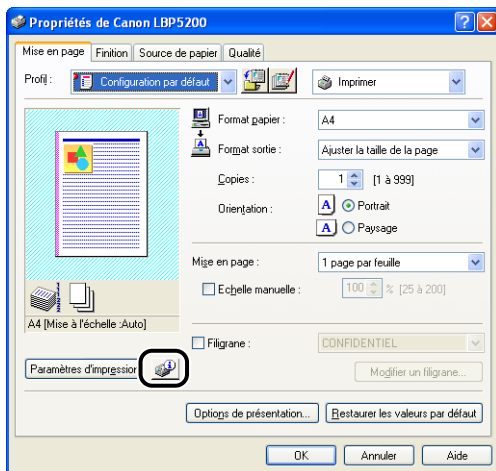 Propriétés de Canon LBP5200
Mise en page Finition Source de papier Qualité
Profil : Configuration par défaut Imprimer
Format papier : A4
Format sortie : Ajuster la taille de la page
Copies : 1 [1 à 999]
Orientation : A Portrait
A Paysage
Mise en page : 1 page par feuille
Echelle manuelle : 100 % [25 à 200]
A4 [Mise à l'échelle :Auto]
Filigrane : CONFIDENTIEL
Paramètres d'impression Modifier un filigrane...
Options de présentation... Restaurer les valeurs par défaut
OK Annuler Aide